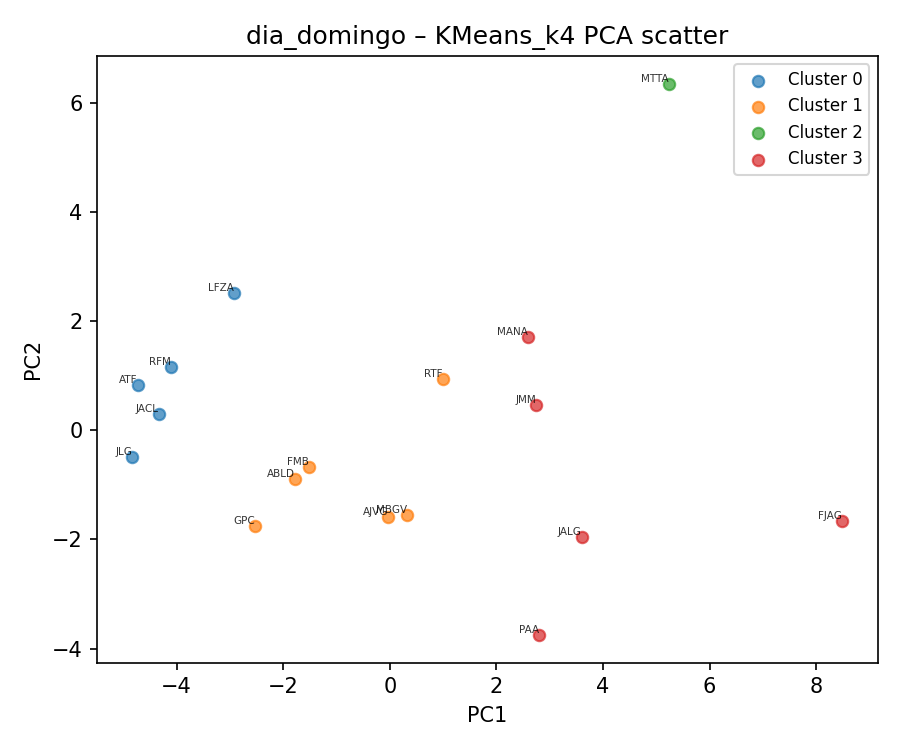 dia_domingo – KMeans_k4 PCA scatter
Cluster 0
Cluster 1
Cluster 2
Cluster 3
MTTA
LFZA
MANA
RFM
RTF
ATF
JMM
JACL
JLG
FMB
ABLD
GPC
AJVG
MBGV
JALG
FJAG
PAA
PC2
6
4
2
0
−2
−4
−4
−2
0
2
4
6
8
PC1